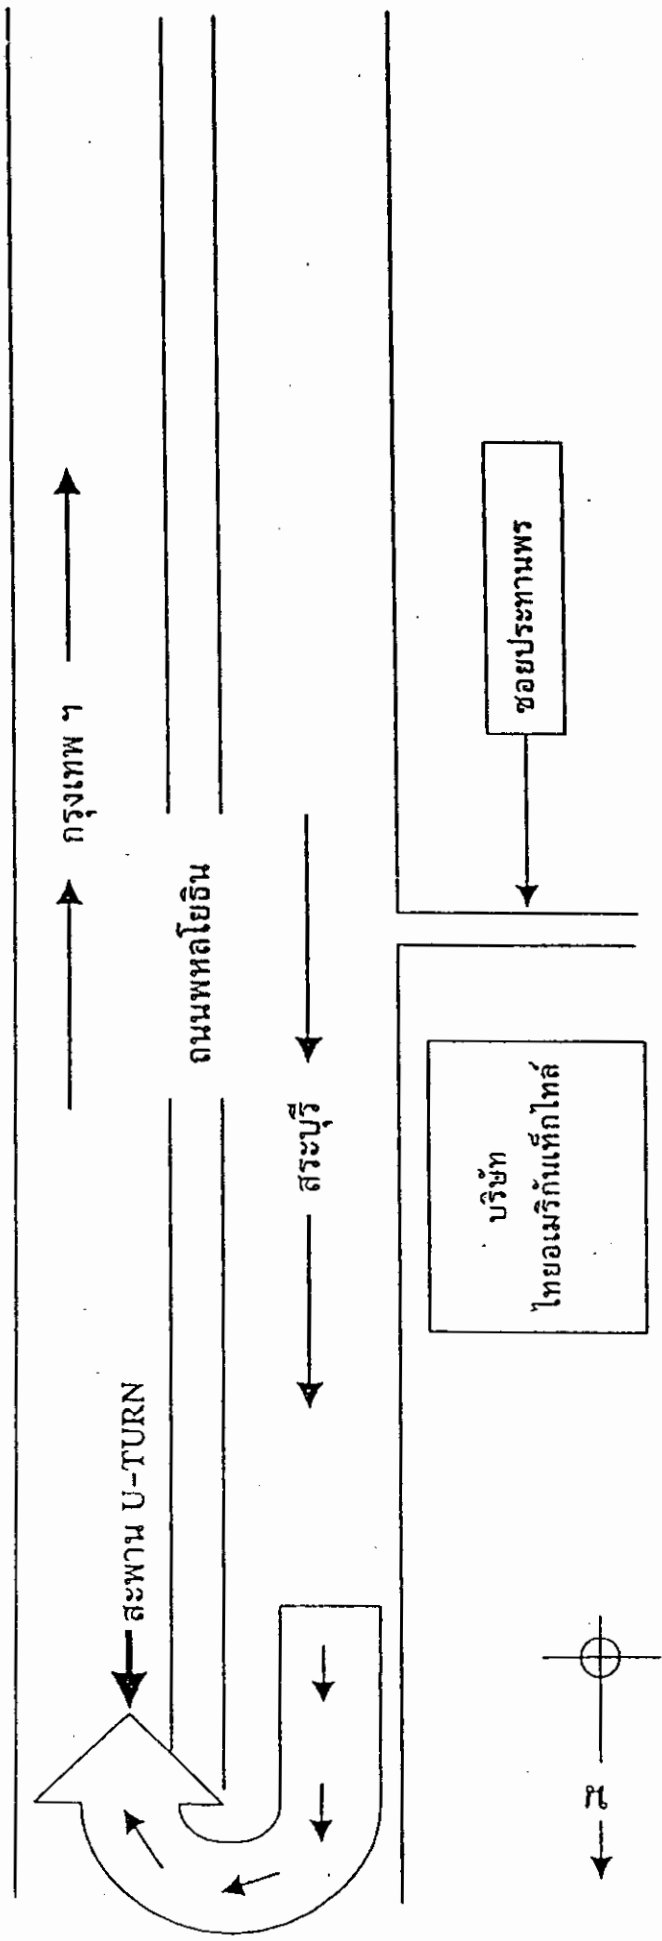 กรุงเทพ ฯ
สะพาน U-TURN
ถนนพหลโยธิน
สระบุรี
ซอยประทานพร
บริษัท
ไทยอเมริกันเท็กไทล์
น